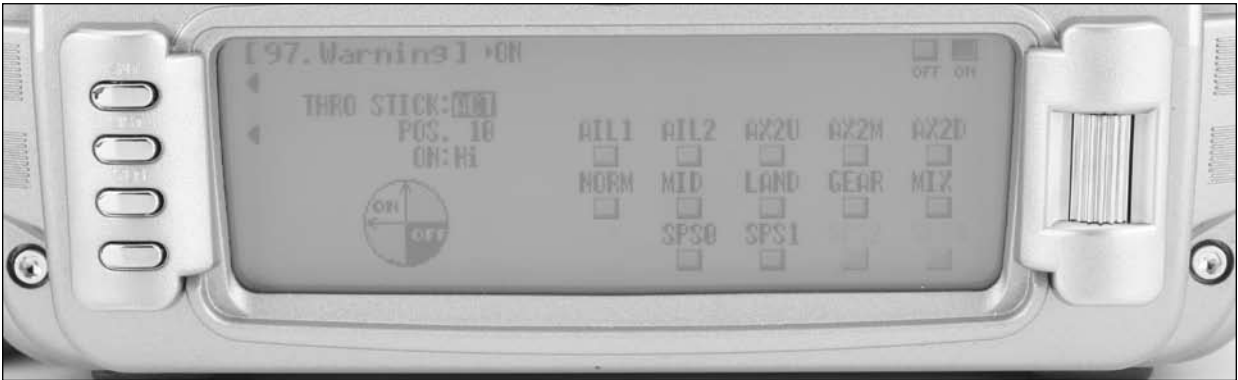 [97.Warning] ▸ON
OFF ON
THRO STICK:ACT
POS. 10
ON:Hi
AIL1 AIL2 AX2U AX2M AX2D
NORM MID LAND GEAR MIX
ON
OFF
SPS0 SPS1